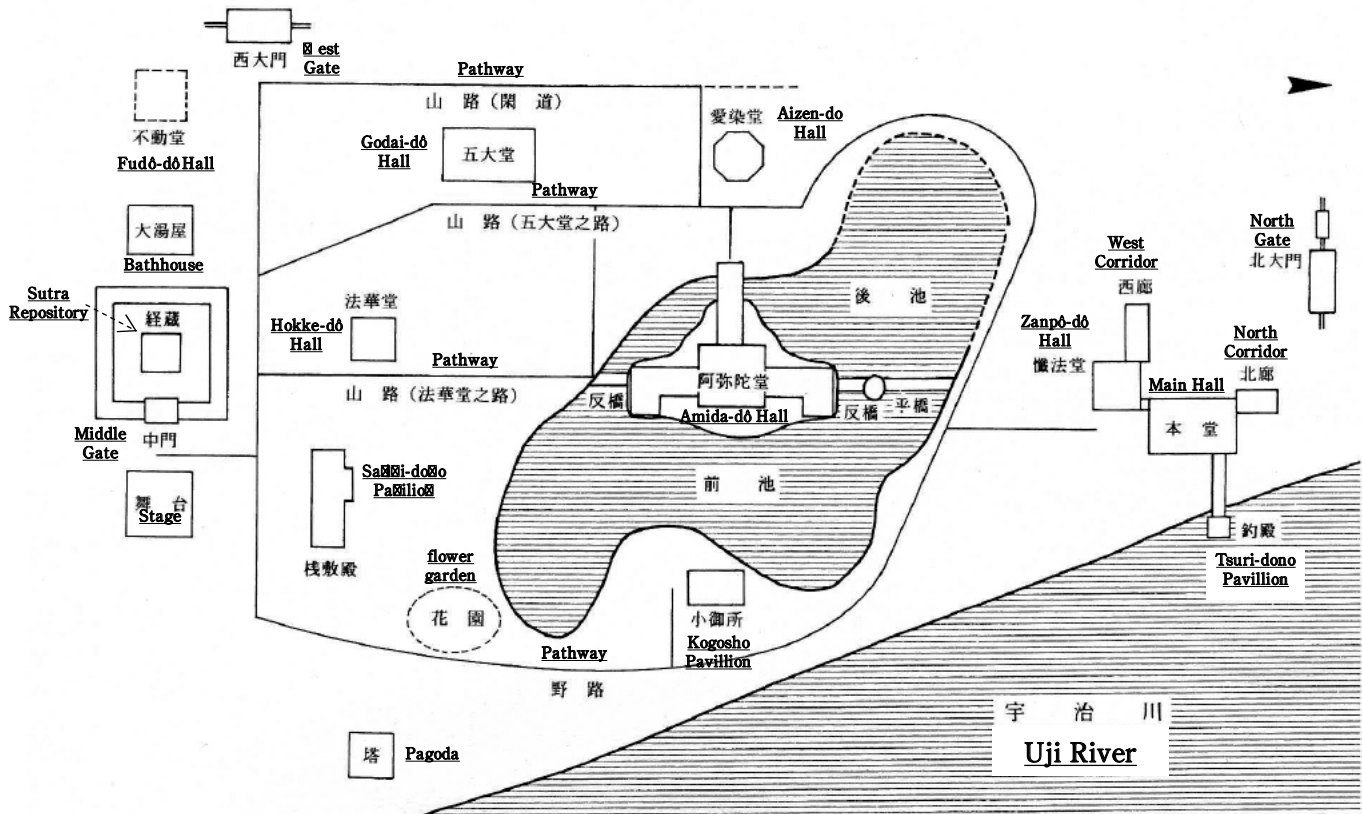 西大門
est
Gate
Pathway
山 路（閑 道）
不動堂
Fudô-dô Hall
Godai-dô
Hall
五大堂
愛染堂
Aizen-do
Hall
Pathway
山 路（五大堂之路）
大湯屋
Bathhouse
West
Corridor
西廊
North
Gate
北大門
Sutra
Repository
経蔵
法華堂
Hokke-dô
Hall
後 池
Zanpô-dô
Hall
懺法堂
North
Corridor
北廊
Pathway
山 路（法華堂之路）
反橋
阿弥陀堂
Amida-dô Hall
反橋
平橋
Main Hall
本 堂
Middle
Gate
中門
舞 台
Stage
桟敷殿
前 池
釣殿
Tsuri-dono
Pavillion
flower
garden
花 園
小御所
Kogosho
Pavillion
Pathway
野 路
塔
Pagoda
宇 治 川
Uji River